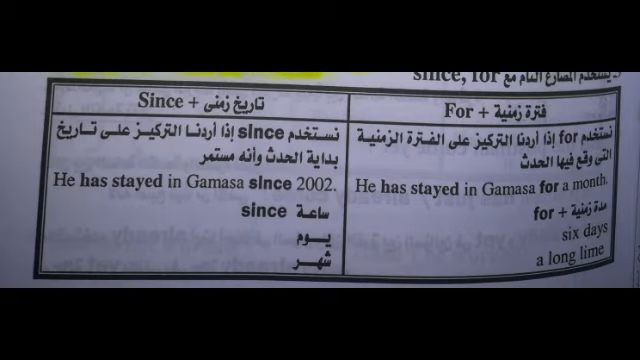 يستخدم المضارع التام مع since, for
Since + تاريخ زمنى
نستخدم since إذا أردنا التركيز على تاريخ
بداية الحدث وأنه مستمر
He has stayed in Gamasa since 2002.
since ساعة
يوم
شهر
For + فترة زمنية
نستخدم for إذا أردنا التركيز على الفترة الزمنية
التى وقع فيها الحدث
He has stayed in Gamasa for a month.
for + مدة زمنية
six days
a long lime